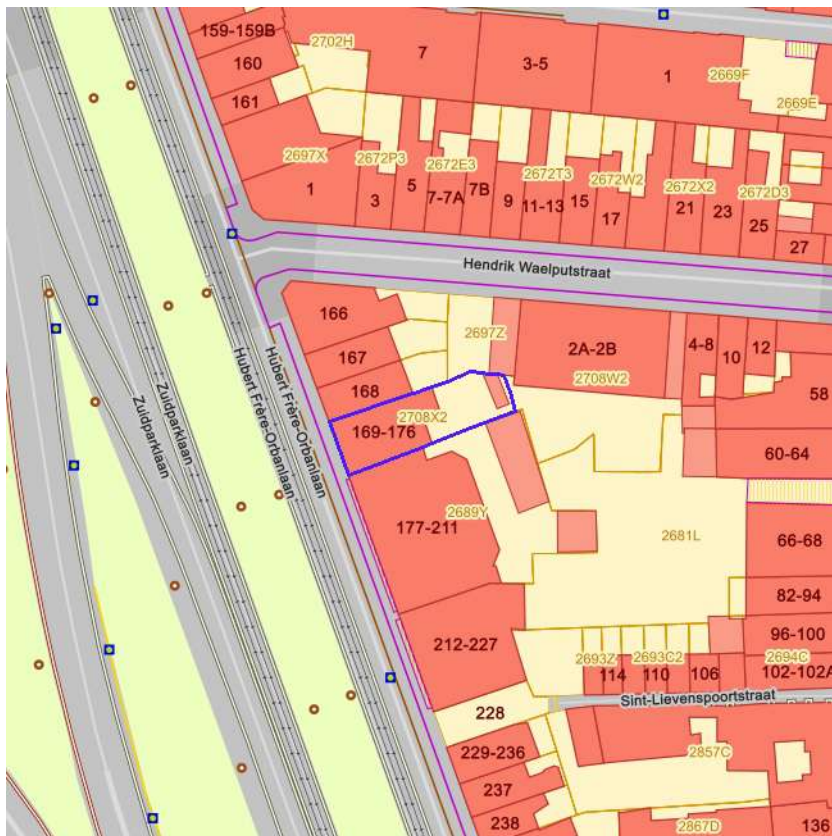 159-159B
2702H
7
3-5
1
2669F
160
161
2669E
2697X
2672P3
2672E3
2672T3
2672W2
2672X2
2672D3
1
3
5
7-7A
7B
9
11-13
15
17
21
23
25
27
Hendrik Waelputstraat
166
2697Z
167
2A-2B
4-8
10
12
168
2708W2
58
2708X2
169-176
60-64
Zuidparklaan
Zuidparklaan
Hubert Frère-Orbanlaan
Hubert Frère-Orbanlaan
2689Y
177-211
2681L
66-68
82-94
212-227
96-100
2693Z
2693C2
2694C
114
110
106
102-102A
Sint-Lievenspoortstraat
228
229-236
2857C
237
238
2867D
136